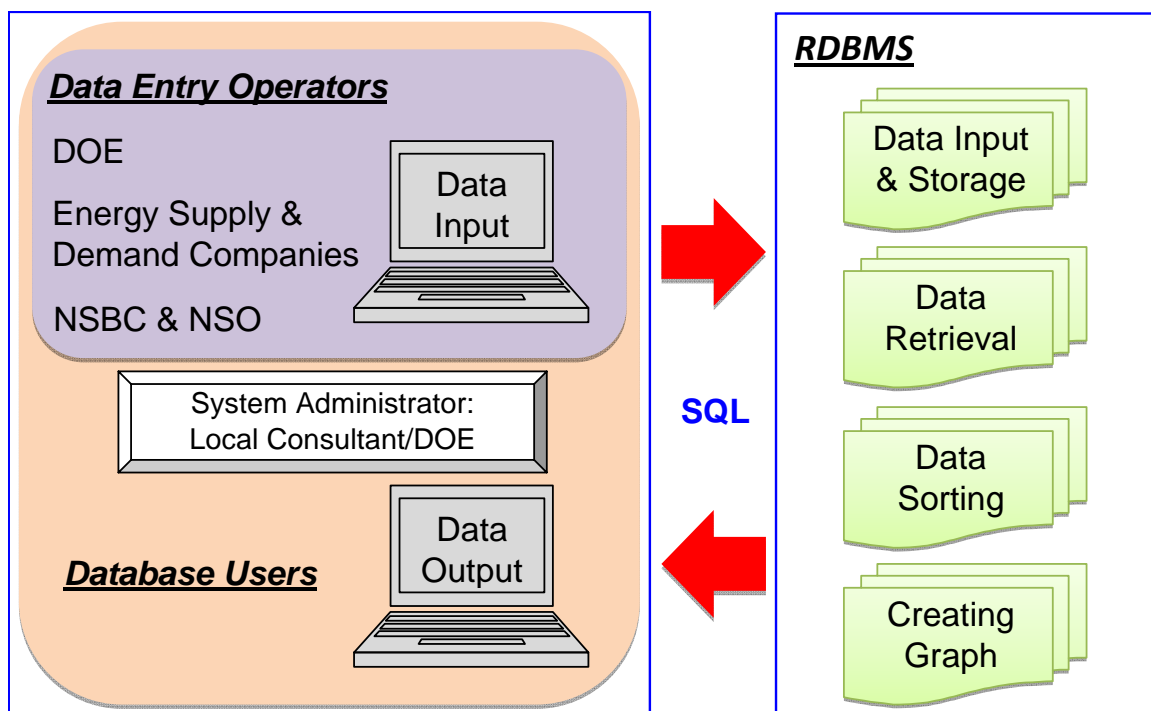 Data Entry Operators
DOE
Energy Supply &
Demand Companies
NSBC & NSO
Data
Input
System Administrator:
Local Consultant/DOE
Database Users
Data
Output
SQL
RDBMS
Data Input
& Storage
Data
Retrieval
Data
Sorting
Creating
Graph